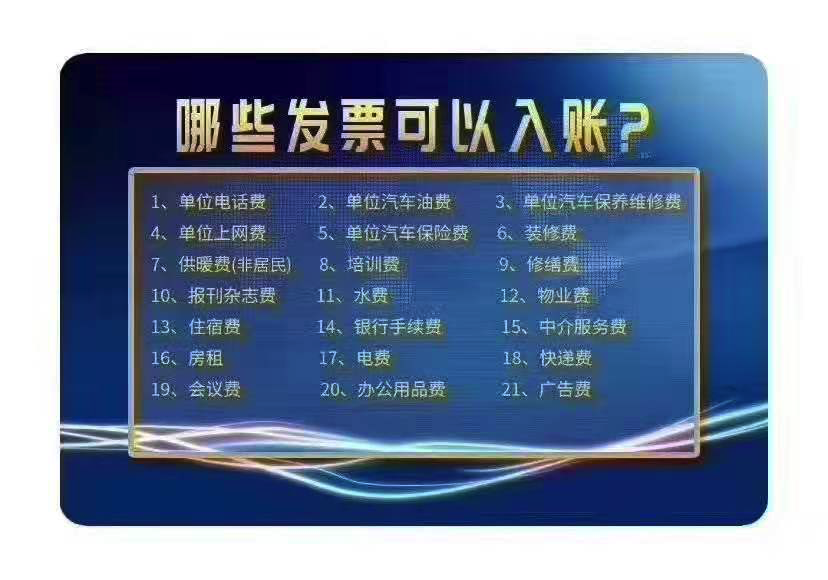 哪些发票可以入账?
1、单位电话费 2、单位汽车油费 3、单位汽车保养维修费
4、单位上网费 5、单位汽车保险费 6、装修费
7、供暖费(非居民) 8、培训费 9、修缮费
10、报刊杂志费 11、水费 12、物业费
13、住宿费 14、银行手续费 15、中介服务费
16、房租 17、电费 18、快递费
19、会议费 20、办公用品费 21、广告费